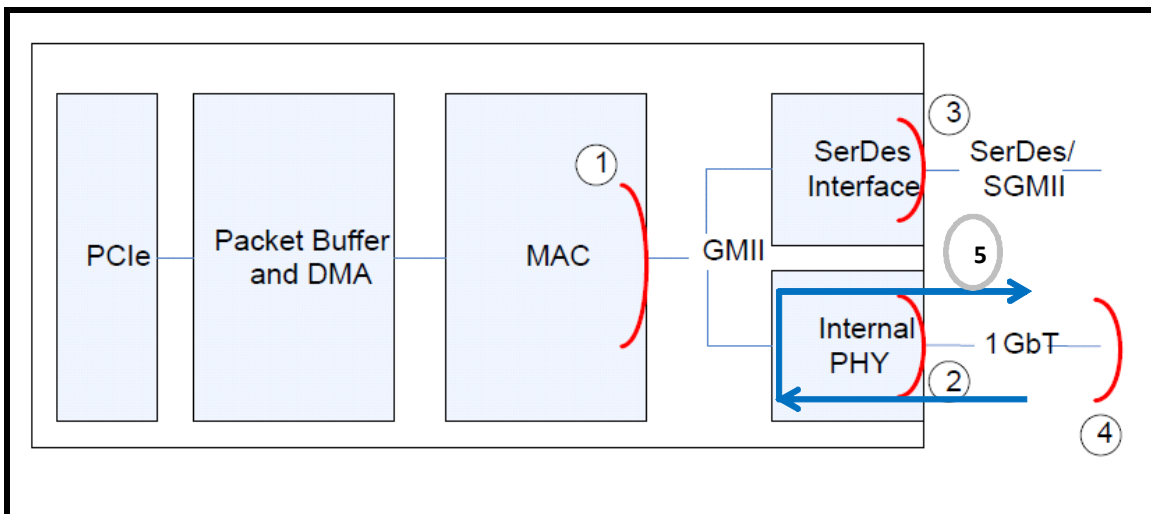 PCIe
Packet Buffer
and DMA
1
MAC
GMII
SerDes
Interface
3
SerDes/
SGMII
5
Internal
PHY
2
1GbT
4